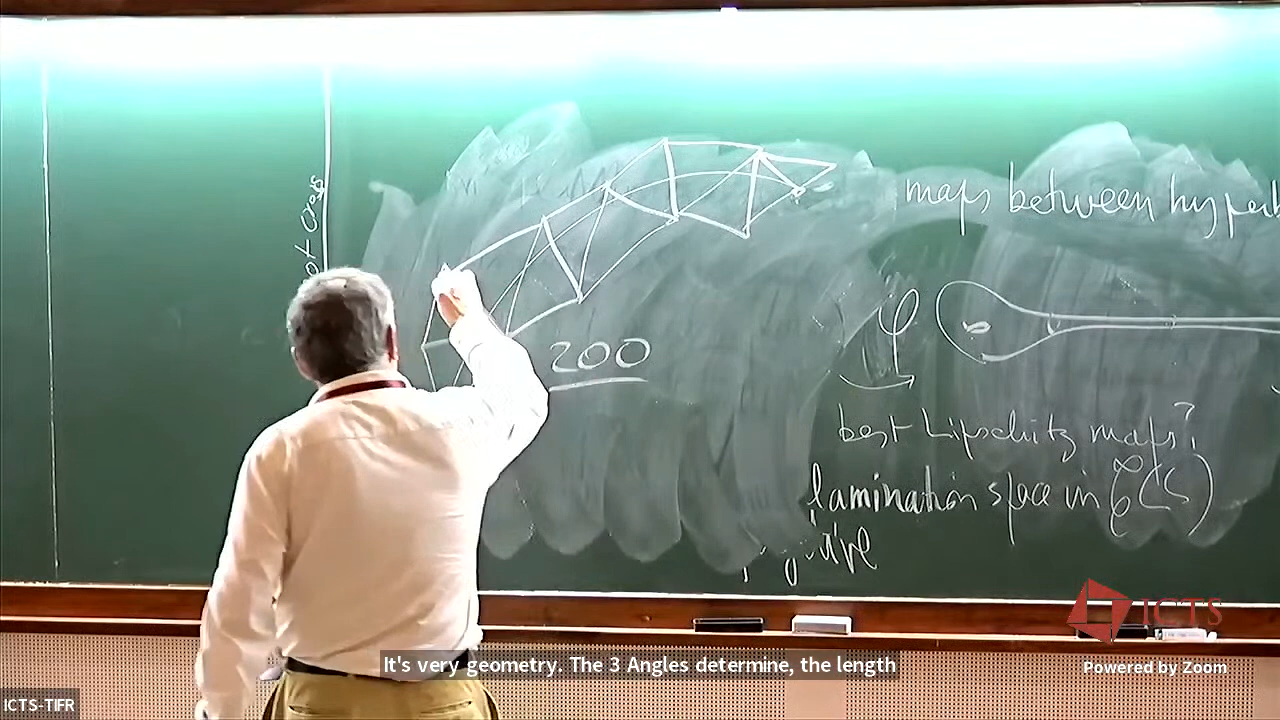 maps between hyperb
200
φ
best Lipschitz maps?
lamination space in
It's very geometry. The 3 Angles determine, the length
ICTS
Powered by Zoom
ICTS-TIFR